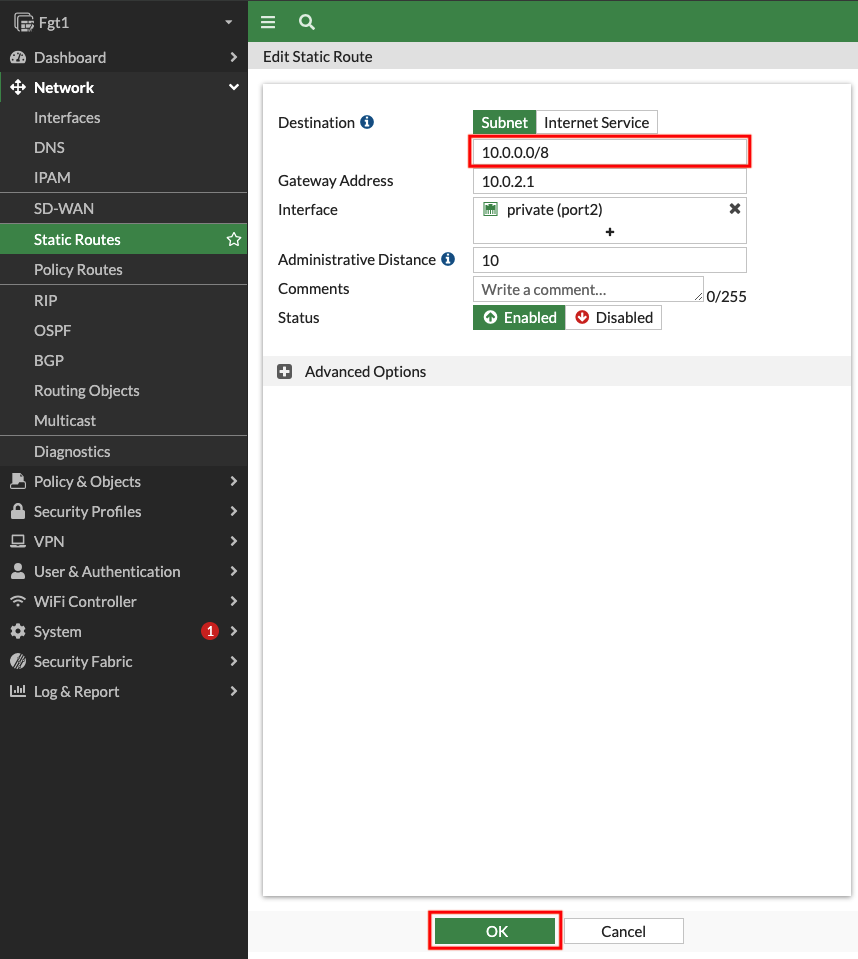 Fgt1
Dashboard
Network
Interfaces
DNS
IPAM
SD-WAN
Static Routes
Policy Routes
RIP
OSPF
BGP
Routing Objects
Multicast
Diagnostics
Policy & Objects
Security Profiles
VPN
User & Authentication
WiFi Controller
System 1
Security Fabric
Log & Report
Edit Static Route
Destination Subnet Internet Service
10.0.0.0/8
Gateway Address 10.0.2.1
Interface private (port2)
Administrative Distance 10
Comments Write a comment... 0/255
Status Enabled Disabled
Advanced Options
OK Cancel